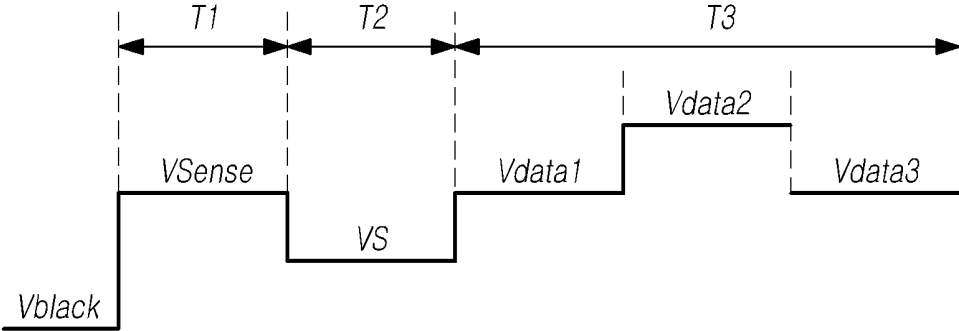 T1 T2 T3
Vdata2
VSense Vdata1 Vdata3
VS
Vblack